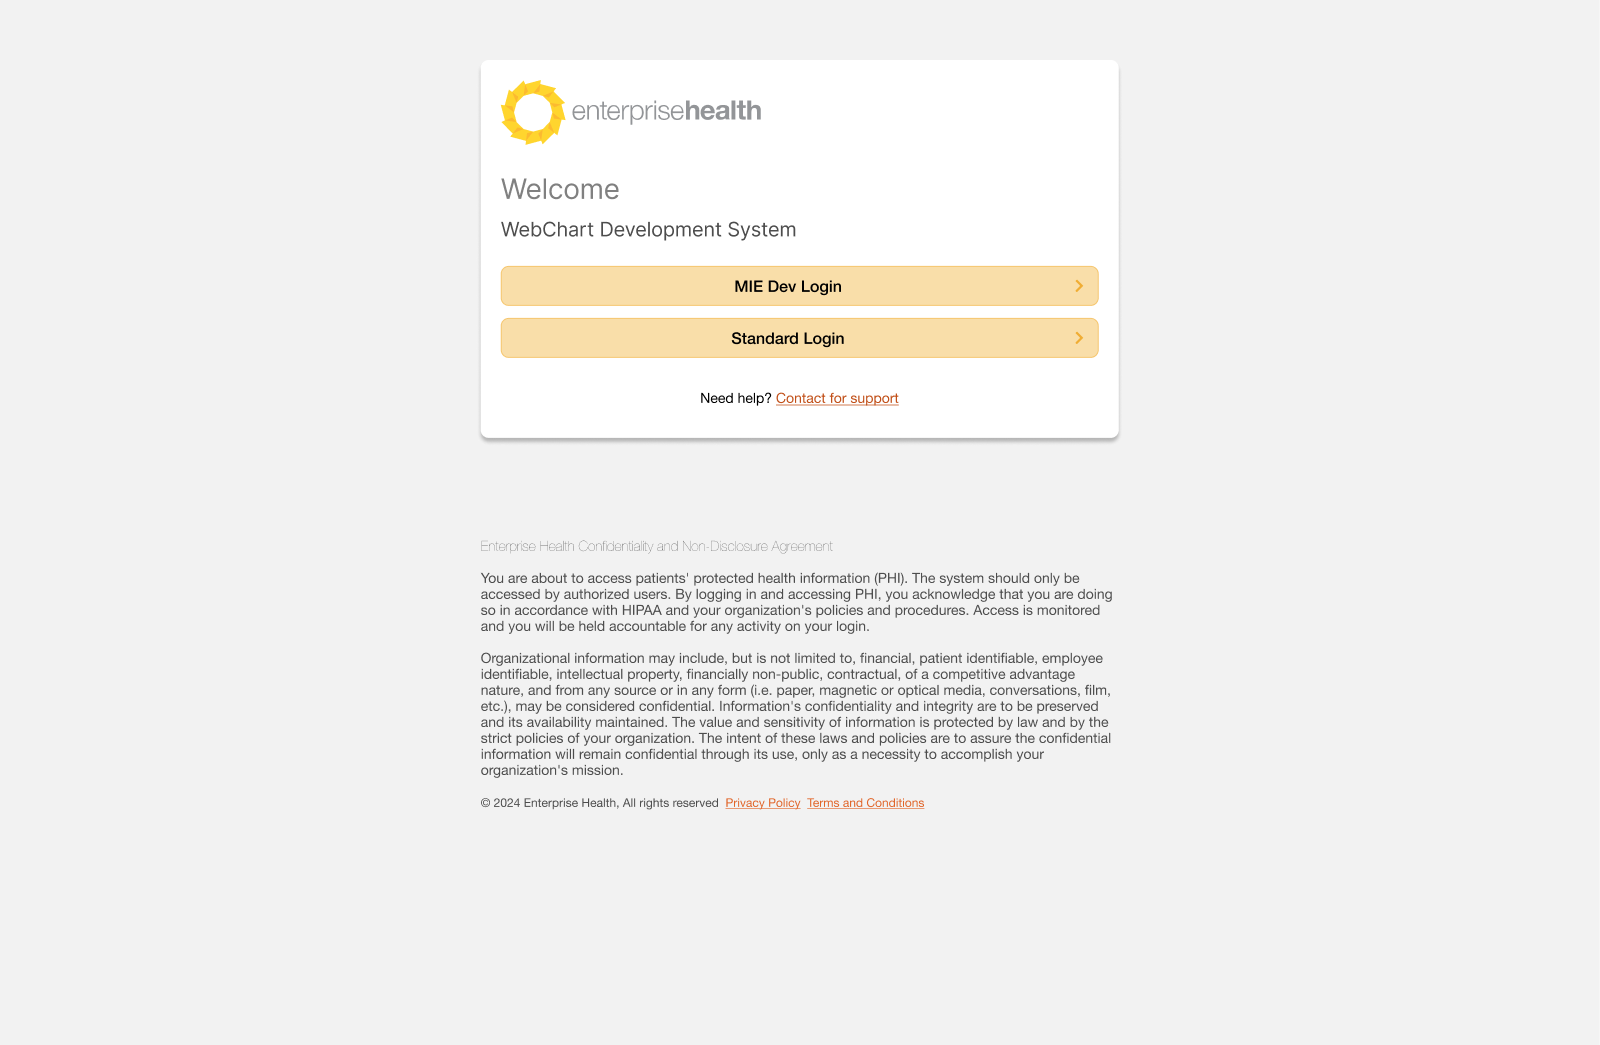 enterprisehealth
Welcome
WebChart Development System
MIE Dev Login
Standard Login
Need help? Contact for support
Enterprise Health Confidentiality and Non-Disclosure Agreement
You are about to access patients' protected health information (PHI). The system should only be
accessed by authorized users. By logging in and accessing PHI, you acknowledge that you are doing
so in accordance with HIPAA and your organization's policies and procedures. Access is monitored
and you will be held accountable for any activity on your login.
Organizational information may include, but is not limited to, financial, patient identifiable, employee
identifiable, intellectual property, financially non-public, contractual, of a competitive advantage
nature, and from any source or in any form (i.e. paper, magnetic or optical media, conversations, film,
etc.), may be considered confidential. Information's confidentiality and integrity are to be preserved
and its availability maintained. The value and sensitivity of information is protected by law and by the
strict policies of your organization. The intent of these laws and policies are to assure the confidential
information will remain confidential through its use, only as a necessity to accomplish your
organization's mission.
© 2024 Enterprise Health, All rights reserved Privacy Policy Terms and Conditions